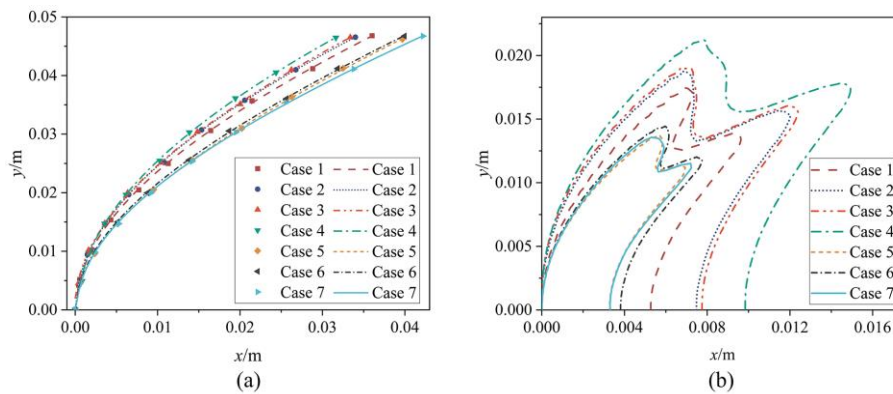 0.05
0.04
0.03
0.02
0.01
0.00
y/m
0.00 0.01 0.02 0.03 0.04
x/m
Case 1 Case 1
Case 2 Case 2
Case 3 Case 3
Case 4 Case 4
Case 5 Case 5
Case 6 Case 6
Case 7 Case 7
(a)
0.020
0.015
0.010
0.005
0.000
y/m
0.000 0.004 0.008 0.012 0.016
x/m
Case 1
Case 2
Case 3
Case 4
Case 5
Case 6
Case 7
(b)